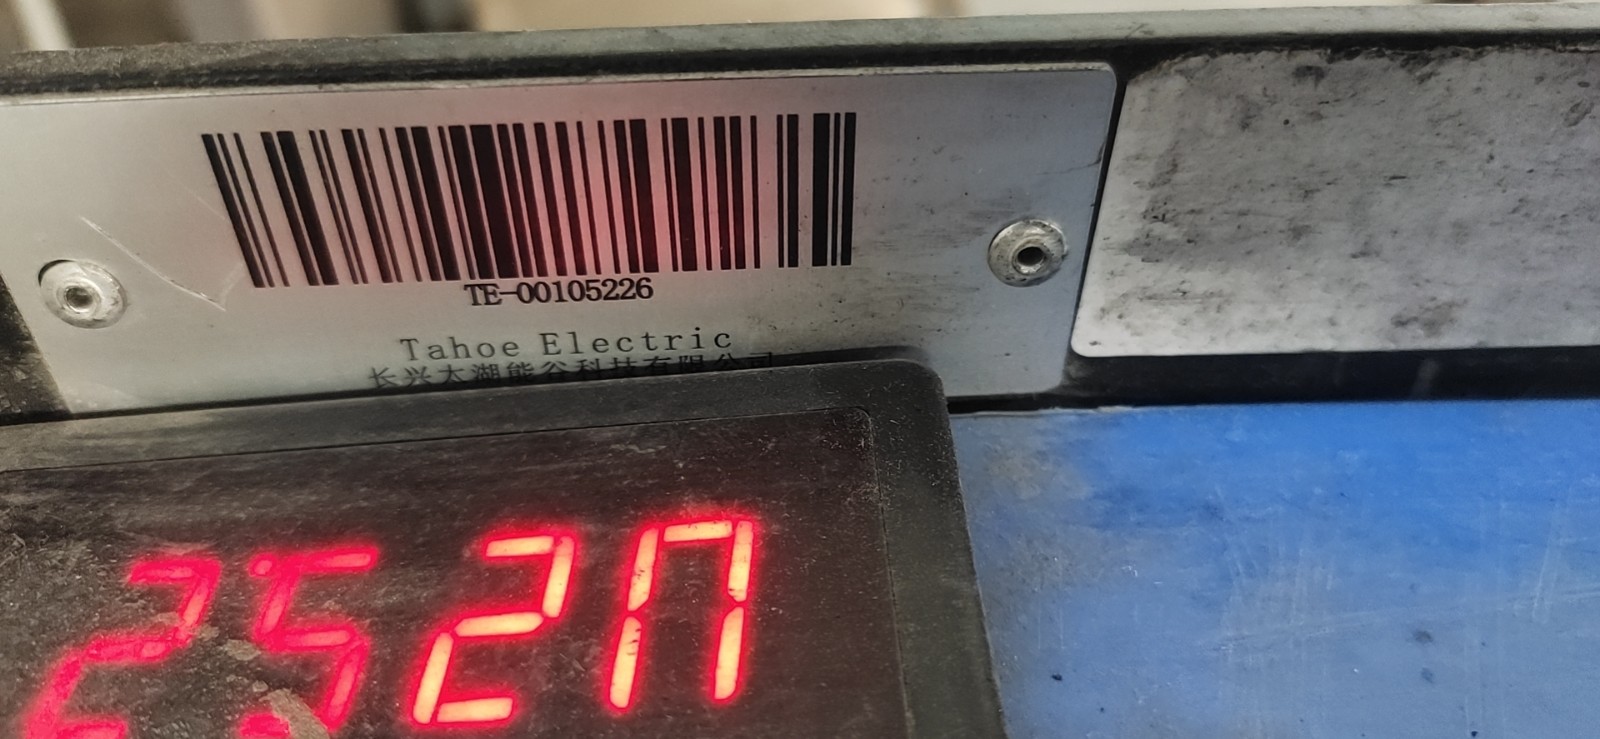 TE-00105226
Tahoe Electric
长兴太湖能谷科技有限公司